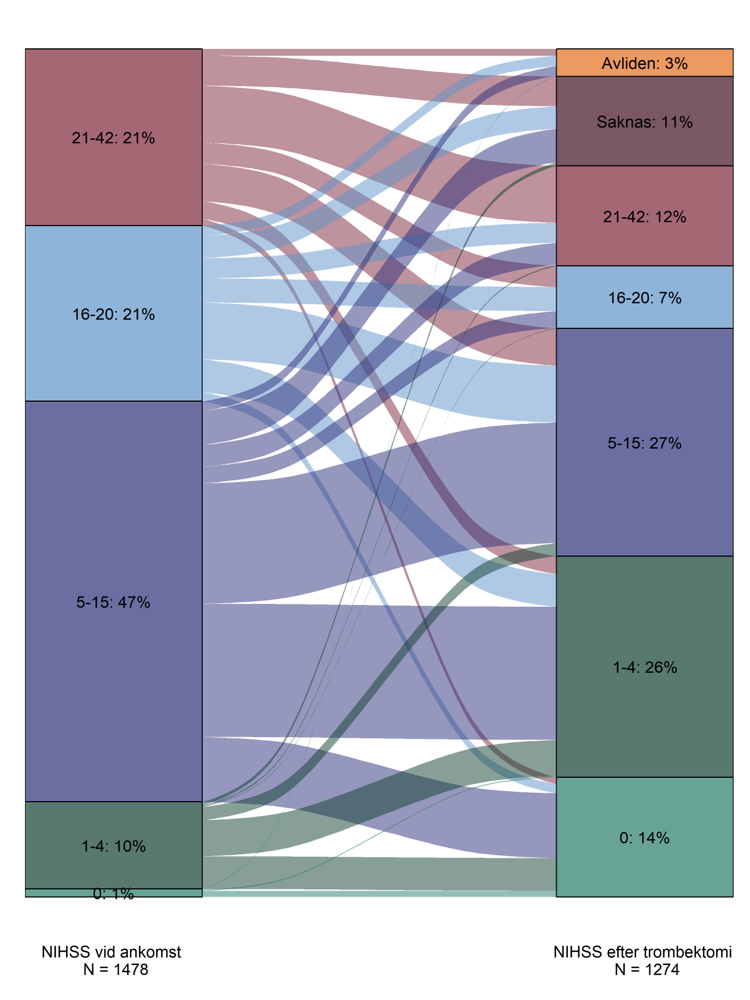 21-42: 21%
16-20: 21%
5-15: 47%
1-4: 10%
0: 1%
Avliden: 3%
Saknas: 11%
21-42: 12%
16-20: 7%
5-15: 27%
1-4: 26%
0: 14%
NIHSS vid ankomst
N = 1478
NIHSS efter trombektomi
N = 1274